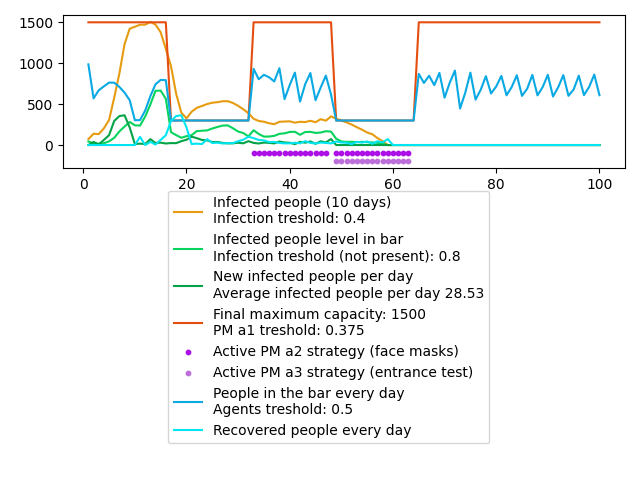 1500
1000
500
0
0 20 40 60 80 100
Infected people (10 days)
Infection treshold: 0.4
Infected people level in bar
Infection treshold (not present): 0.8
New infected people per day
Average infected people per day 28.53
Final maximum capacity: 1500
PM a1 treshold: 0.375
Active PM a2 strategy (face masks)
Active PM a3 strategy (entrance test)
People in the bar every day
Agents treshold: 0.5
Recovered people every day